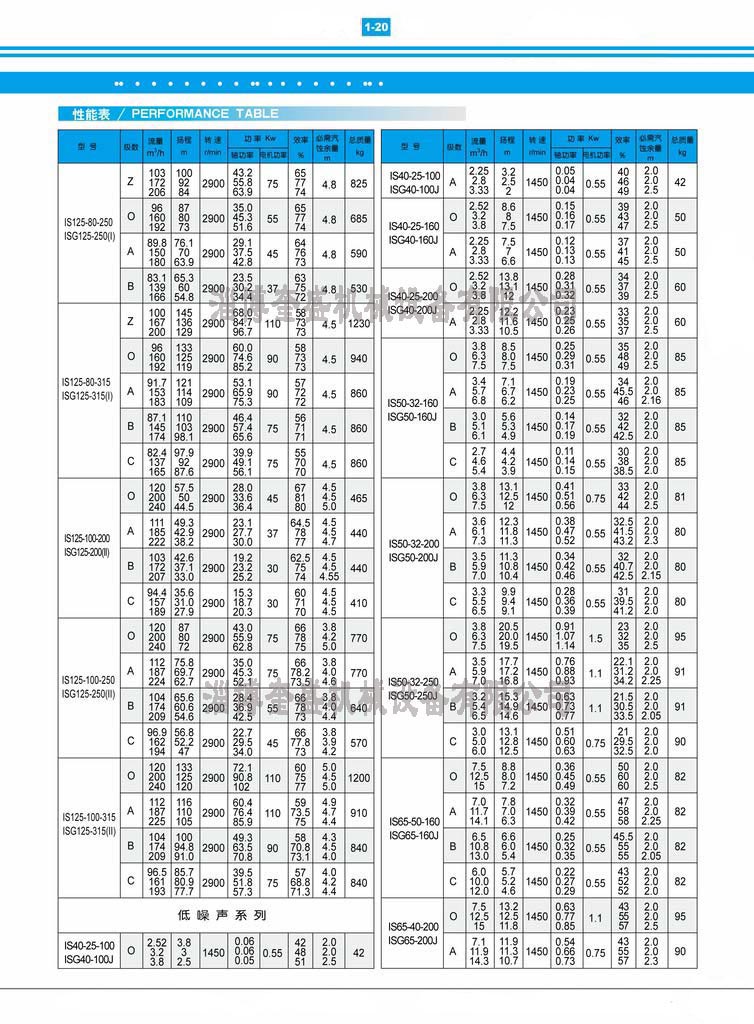 1-20
性能表 / PERFORMANCE TABLE
型 号 级数 流量 m³/h 扬程 m 转 速 r/min 功 率 Kw 轴功率 电机功率 效率 % 必需汽蚀余量 m 总质量 kg
103 100 43.2 65
Z 172 92 2900 55.8 75 77 4.8 825
206 84 63.9 74
IS125-80-250
ISG125-250(I)
96 87 35.0 65
O 160 80 2900 45.3 55 77 4.8 685
192 73 51.6 74
89.8 76.1 29.1 64
A 150 70 2900 37.5 45 76 4.8 590
180 63.9 42.8 73
83.1 65.3 23.5 63
B 139 60 2900 30.2 37 75 4.8 530
166 54.8 34.4 72
100 145 68.0 58
Z 167 136 2900 84.7 110 73 4.5 1230
200 129 96.7 73
IS125-80-315
ISG125-315(I)
96 133 60.0 58
O 160 125 2900 74.6 90 73 4.5 940
192 119 85.2 73
91.7 121 53.1 57
A 153 114 2900 65.9 90 72 4.5 860
183 109 75.3 72
87.1 110 46.4 56
B 145 103 2900 57.4 75 71 4.5 860
174 98.1 65.6 71
82.4 97.9 39.9 55
C 137 92 2900 49.1 75 70 4.5 860
165 87.6 56.1 70
IS125-100-200
ISG125-200(II)
120 57.5 28.0 67 4.5
O 200 50 2900 33.6 45 81 4.5 465
240 44.5 36.4 80 5.0
111 49.3 23.1 64.5 4.5
A 185 42.9 2900 27.7 37 78 4.5 440
222 38.2 30.0 77 4.7
103 42.6 19.2 62.5 4.5
B 172 37.1 2900 23.2 30 75 4.5 440
207 33.0 25.2 74 4.55
94.4 35.6 15.3 60 4.5
C 157 31.0 2900 18.7 30 71 4.5 410
189 27.9 20.3 70 4.5
IS125-100-250
ISG125-250(II)
120 87 43.0 66 3.8
O 200 80 2900 55.9 75 78 4.2 770
240 72 62.8 75 5.0
112 75.8 35.0 66 3.8
A 187 69.7 2900 45.3 75 78.2 4.0 770
224 62.7 52.1 73.5 4.6
104 65.6 28.4 66 3.8
B 174 60.6 2900 36.9 55 78 4.0 640
209 54.6 42.5 73 4.4
96.9 56.8 22.7 66 3.8
C 162 52.2 2900 29.5 45 77.8 3.9 570
194 47 34.0 73 4.2
IS125-100-315
ISG125-315(II)
120 133 72.1 60 5.0
O 200 125 2900 90.8 110 75 4.5 1200
240 120 102 77 5.0
112 116 60.4 59 4.9
A 187 110 2900 76.4 110 73.5 4.7 910
225 105 85.9 75 4.4
104 100 49.3 58 4.3
B 174 94.8 2900 63.5 90 70.8 4.5 840
209 91.0 70.8 73.1 4.0
96.5 85.7 39.5 57 4.0
C 161 80.9 2900 51.8 75 68.8 4.2 840
193 77.7 57.3 71.3 4.4
低 噪 声 系 列
IS40-25-100
ISG40-100J
2.52 3.8 0.06 42 2.0
O 3.2 3 1450 0.06 0.55 48 2.0 42
3.8 2.5 0.05 51 2.5
型 号 级数 流量 m³/h 扬程 m 转 速 r/min 功 率 Kw 轴功率 电机功率 效率 % 必需汽蚀余量 m 总质量 kg
IS40-25-100
ISG40-100J
2.25 3.2 0.05 40 2.0
A 2.8 2.5 1450 0.04 0.55 46 2.0 42
3.33 2 0.04 49 2.5
IS40-25-160
ISG40-160J
2.52 8.6 0.15 39 2.0
O 3.2 8 1450 0.16 0.55 43 2.0 50
3.8 7.5 0.17 47 2.5
2.25 7.5 0.12 37 2.0
A 2.8 7 1450 0.13 0.55 41 2.0 50
3.33 6.6 0.13 45 2.5
IS40-25-200
ISG40-200J
2.52 13.8 0.28 34 2.0
O 3.2 13.1 1450 0.31 0.55 37 2.0 60
3.8 12 0.32 39 2.5
2.25 12.2 0.23 33 2.0
A 2.8 11.6 1450 0.25 0.55 35 2.0 60
3.33 10.5 0.26 37 2.5
IS50-32-160
ISG50-160J
3.8 8.5 0.25 35 2.0
O 6.3 8.0 1450 0.29 0.55 48 2.0 85
7.5 7.5 0.31 49 2.5
3.4 7.1 0.19 34 2.0
A 5.7 6.7 1450 0.23 0.55 45.5 2.0 85
6.8 6.2 0.25 46 2.16
3.0 5.6 0.14 32 2.0
B 5.1 5.3 1450 0.17 0.55 42 2.0 85
6.1 4.9 0.19 42.5 2.0
2.7 4.4 0.11 30 2.0
C 4.6 4.2 1450 0.14 0.55 38 2.0 85
5.4 3.9 0.15 38.5 2.0
IS50-32-200
ISG50-200J
3.8 13.1 0.41 33 2.0
O 6.3 12.5 1450 0.51 0.75 42 2.0 81
7.5 12 0.56 44 2.5
3.6 12.3 0.38 32.5 2.0
A 6.1 11.8 1450 0.47 0.55 41.5 2.0 80
7.3 11.3 0.52 43.2 2.3
3.5 11.3 0.34 32 2.0
B 5.9 10.8 1450 0.42 0.55 40.7 2.0 80
7.0 10.4 0.46 42.5 2.15
3.3 9.9 0.28 31 2.0
C 5.5 9.4 1450 0.36 0.55 39.5 2.0 80
6.5 9.1 0.39 41.2 2.0
IS50-32-250
ISG50-250J
3.8 20.5 0.91 23 2.0
O 6.3 20.0 1450 1.07 1.5 32 2.0 95
7.5 19.5 1.14 35 2.5
3.5 17.7 0.76 22.1 2.0
A 5.9 17.2 1450 0.88 1.1 31.2 2.0 91
7.0 16.8 0.93 34.2 2.25
3.2 15.3 0.63 21.5 2.0
B 5.4 14.9 1450 0.73 1.1 30.5 2.0 91
6.5 14.6 0.77 33.5 2.05
3.0 13.1 0.51 21 2.0
C 5.0 12.8 1450 0.60 0.75 29.5 2.0 90
6.0 12.5 0.63 32.5 2.0
IS65-50-160
ISG65-160J
7.5 8.8 0.36 50 2.0
O 12.5 8.0 1450 0.45 0.55 60 2.0 82
15 7.2 0.49 60 2.5
7.0 7.8 0.32 47 2.0
A 11.7 7.0 1450 0.39 0.55 58 2.0 82
14.1 6.3 0.42 58 2.25
6.5 6.6 0.25 45.5 2.0
B 10.8 6.0 1450 0.32 0.55 55 2.0 82
13.0 5.4 0.35 55 2.05
6.0 5.7 0.22 43 2.0
C 10.0 5.2 1450 0.27 0.55 52 2.0 82
12.0 4.6 0.29 52 2.0
IS65-40-200
ISG65-200J
7.5 13.2 0.63 43 2.0
O 12.5 12.5 1450 0.77 1.1 55 2.0 95
15 11.8 0.85 57 2.5
7.1 11.9 0.54 43 2.0
A 11.9 11.3 1450 0.66 0.75 55 2.0 90
14.3 10.7 0.73 57 2.3
淄博奎盛机械设备有限公司
淄博奎盛机械设备有限公司